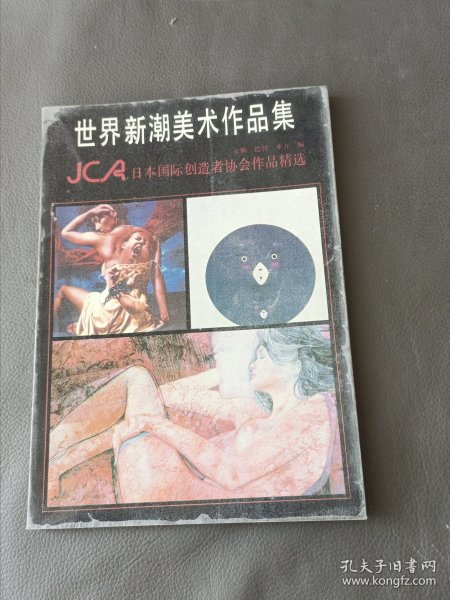 世界新潮美术作品集
编
JCA 日本国际创造者协会作品精选
孔夫子旧书网
www.kongfz.com